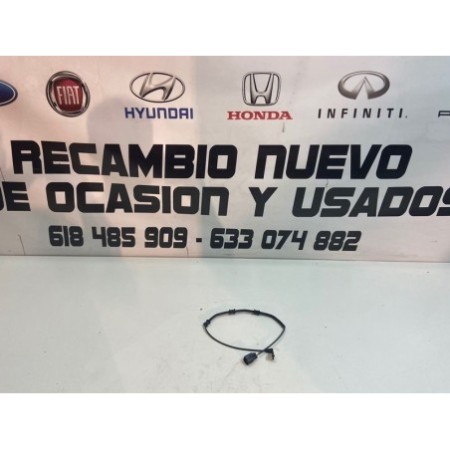 FIAT
HYUNDAI
HONDA
INFINITI
RECAMBIO NUEVO
DE OCASION Y USADOS
618 485 909 - 633 074 882